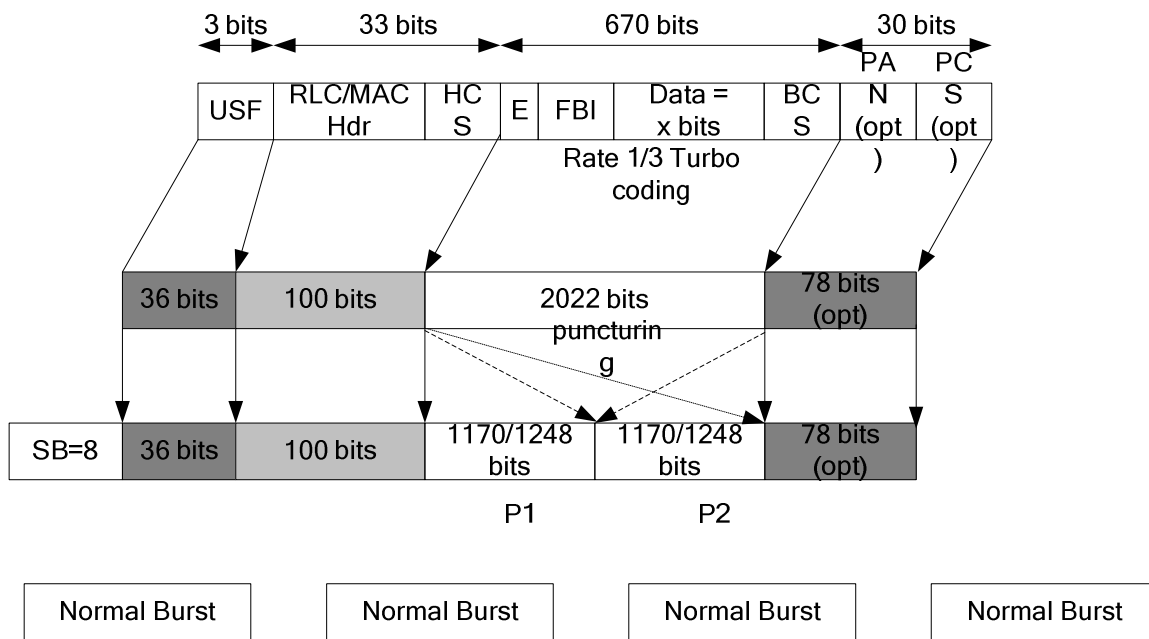 3 bits 33 bits 670 bits 30 bits
USF
RLC/MAC
Hdr
HC
S
E
FBI
Data =
x bits
BC
S
PA
N
(opt
)
PC
S
(opt
)
Rate 1/3 Turbo
coding
36 bits
100 bits
2022 bits
78 bits
(opt)
puncturin
g
SB=8
36 bits
100 bits
1170/1248
bits
1170/1248
bits
78 bits
(opt)
P1
P2
Normal Burst Normal Burst Normal Burst Normal Burst